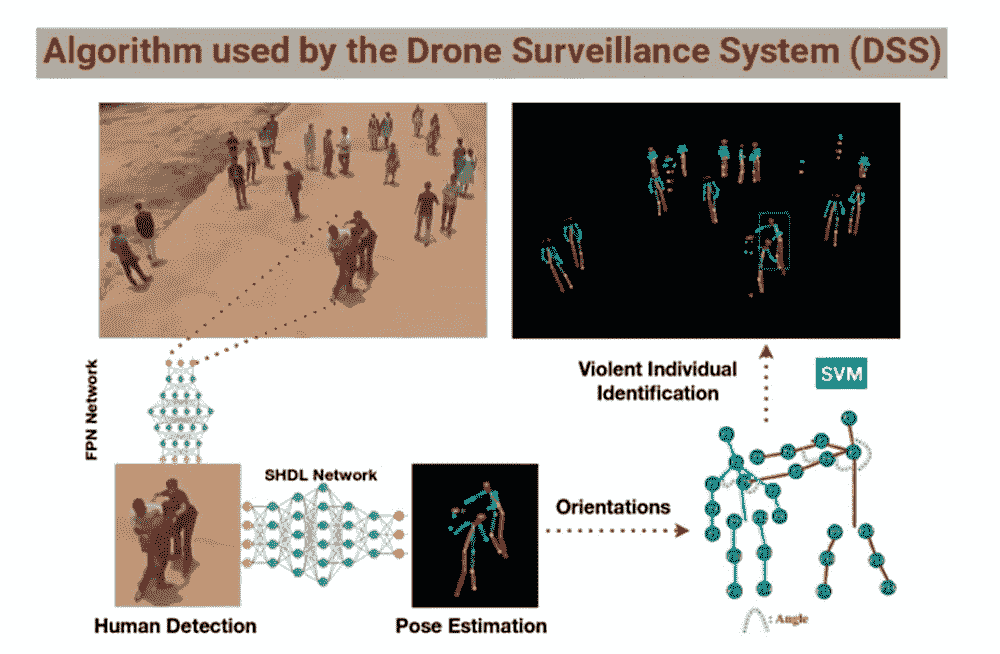 Algorithm used by the Drone Surveillance System (DSS)
FPN Network
Violent Individual
Identification
SVM
SHDL Network
Orientations
Human Detection
Pose Estimation
: Angle